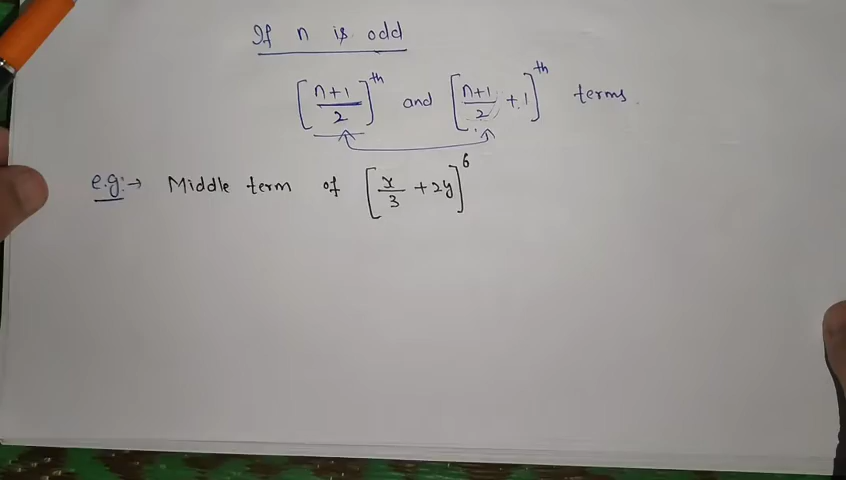 If n is odd
[n+1/2]^th and [n+1/2 + 1]^th terms.
e.g:→ Middle term of [x/3 + 2y]^6